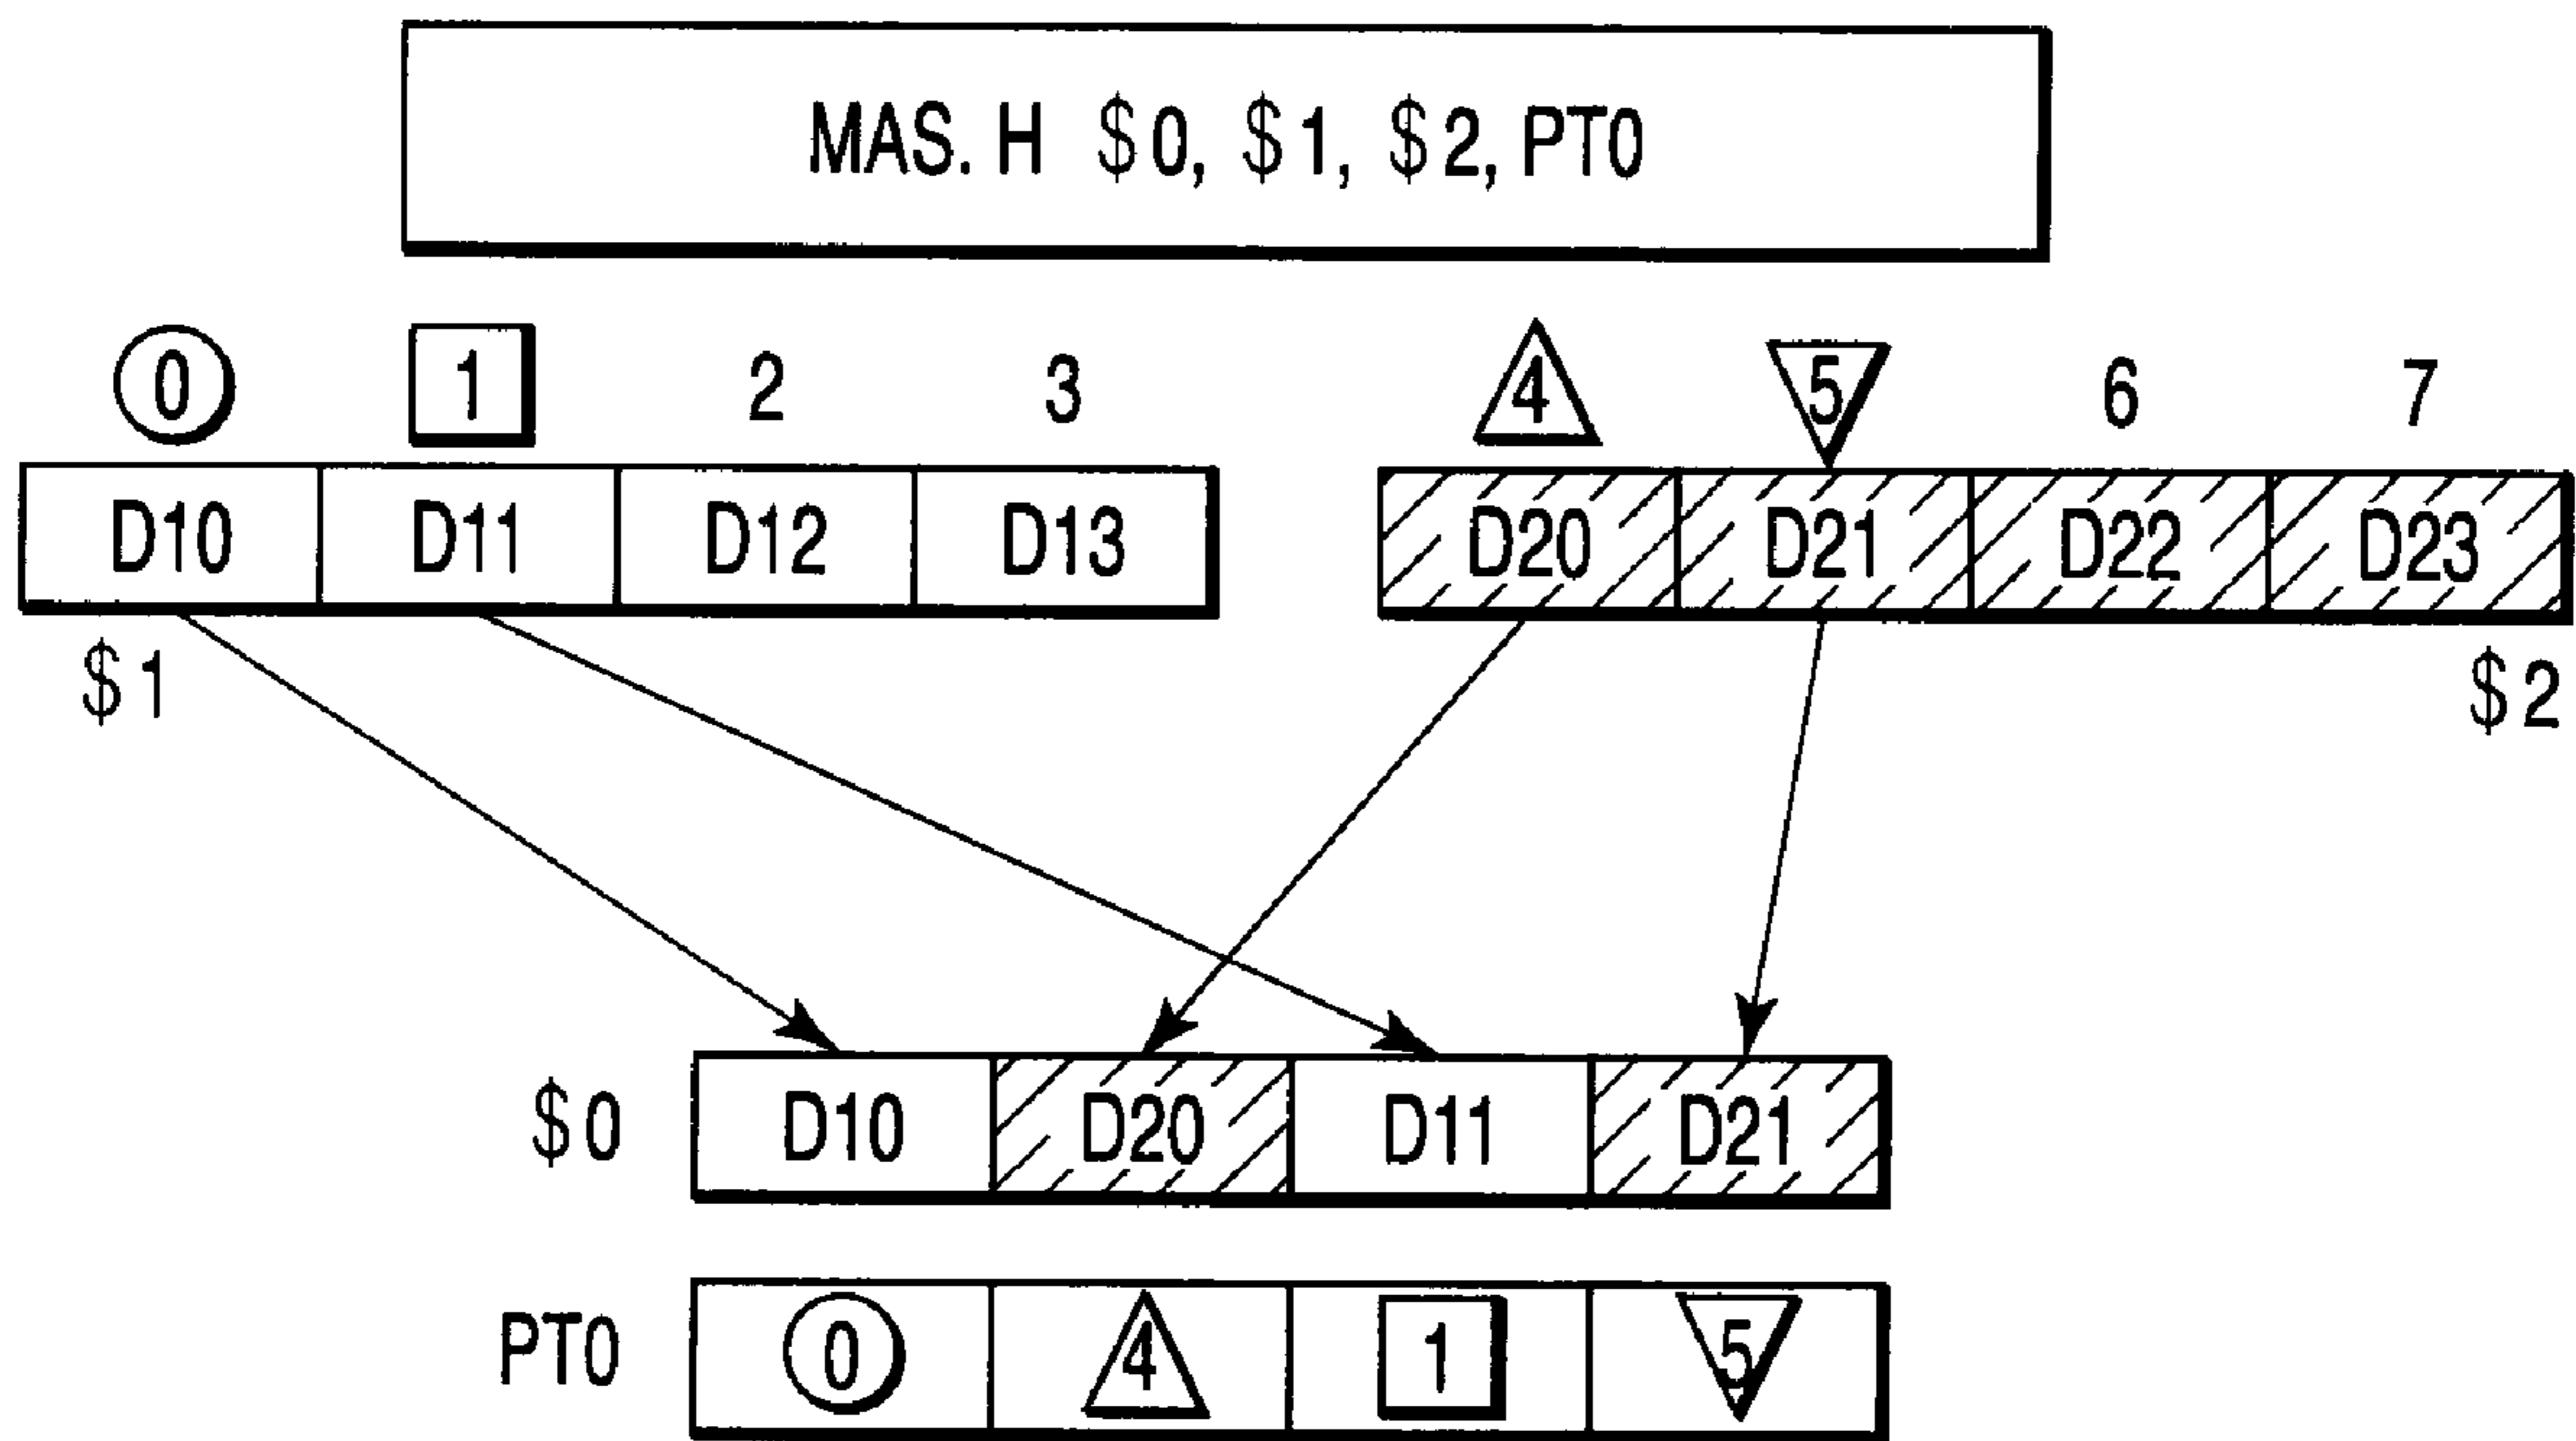 MAS. H $0, $1, $2, PT0
0 1 2 3 4 5 6 7
D10 D11 D12 D13 D20 D21 D22 D23
$1 $2
$0 D10 D20 D11 D21
PT0 0 4 1 5